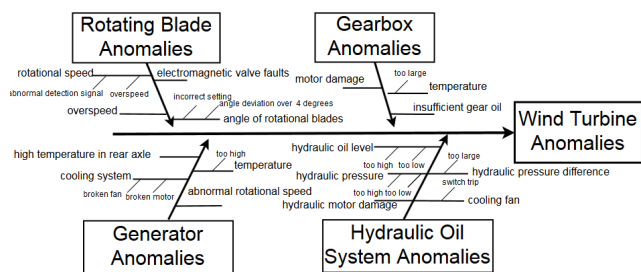 Rotating Blade
Anomalies
Gearbox
Anomalies
rotational speed
electromagnetic valve faults
abnormal detection signal
overspeed
overspeed
incorrect setting
angle deviation over 4 degrees
angle of rotational blades
motor damage
too large
temperature
insufficient gear oil
Wind Turbine
Anomalies
high temperature in rear axle
too high
temperature
cooling system
broken fan
broken motor
abnormal rotational speed
hydraulic oil level
too high
too low
too large
hydraulic pressure
hydraulic pressure difference
too high
too low
switch trip
hydraulic motor damage
cooling fan
Generator
Anomalies
Hydraulic Oil
System Anomalies